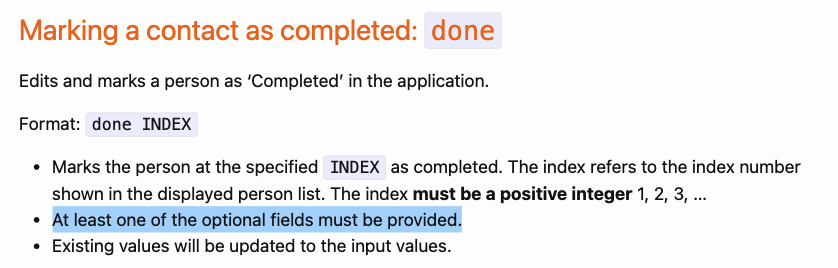 Marking a contact as completed: done
Edits and marks a person as ‘Completed’ in the application.
Format: done INDEX
• Marks the person at the specified INDEX as completed. The index refers to the index number
shown in the displayed person list. The index must be a positive integer 1, 2, 3, …
• At least one of the optional fields must be provided.
• Existing values will be updated to the input values.